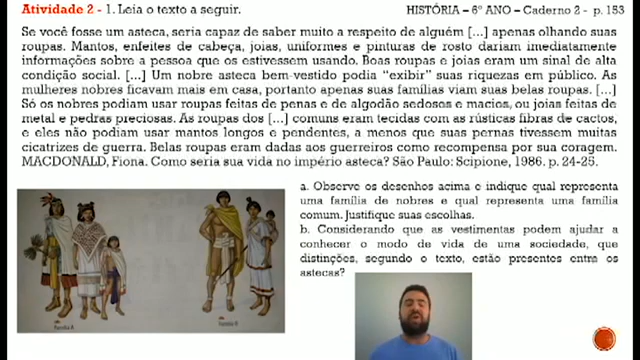 Atividade 2 - 1. Leia o texto a seguir. HISTÓRIA – 6º ANO – Caderno 2 - p. 153
Se você fosse um asteca, seria capaz de saber muito a respeito de alguém [...] apenas olhando suas
roupas. Mantos, enfeites de cabeça, joias, uniformes e pinturas de rosto dariam imediatamente
informações sobre a pessoa que os estivessem usando. Boas roupas e joias eram um sinal de alta
condição social. [...] Um nobre asteca bem-vestido podia “exibir” suas riquezas em público. As
mulheres nobres ficavam mais em casa, portanto apenas suas famílias viam suas belas roupas. [...]
Só os nobres podiam usar roupas feitas de penas e de algodão sedosos e macios, ou joias feitas de
metal e pedras preciosas. As roupas dos [...] comuns eram tecidas com as rústicas fibras de cactos,
e eles não podiam usar mantos longos e pendentes, a menos que suas pernas tivessem muitas
cicatrizes de guerra. Belas roupas eram dadas aos guerreiros como recompensa por sua coragem.
MACDONALD, Fiona. Como seria sua vida no império asteca? São Paulo: Scipione, 1986. p. 24-25.
a. Observe os desenhos acima e indique qual representa
uma família de nobres e qual representa uma família
comum. Justifique suas escolhas.
b. Considerando que as vestimentas podem ajudar a
conhecer o modo de vida de uma sociedade, que
distinções, segundo o texto, estão presentes entre os
astecas?
Família A
Família B